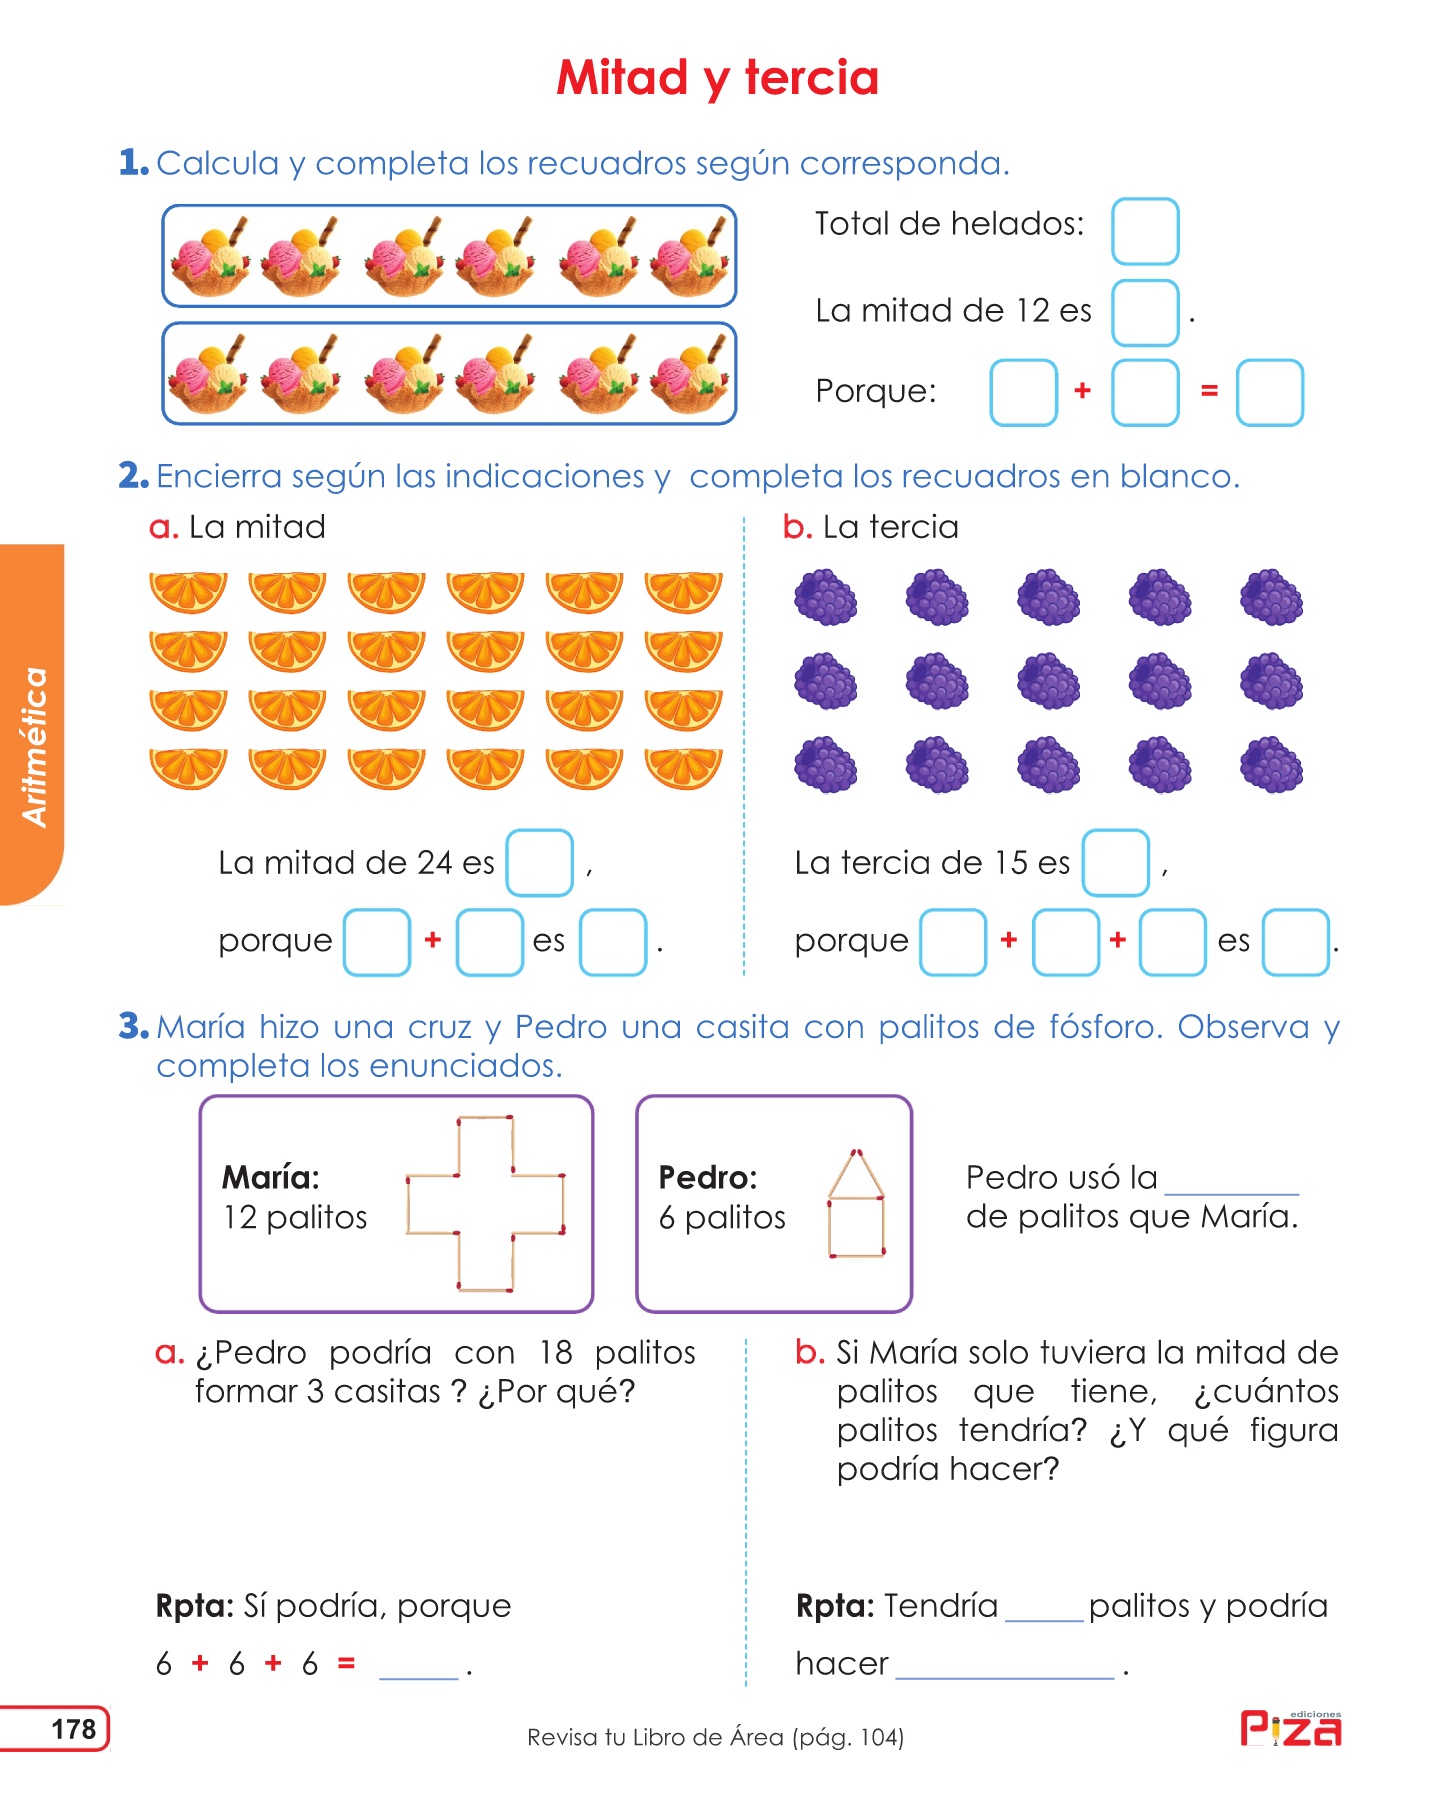 Mitad y tercia
1. Calcula y completa los recuadros según corresponda.
Total de helados:
La mitad de 12 es .
Porque: + =
2. Encierra según las indicaciones y completa los recuadros en blanco.
a. La mitad
b. La tercia
La mitad de 24 es ,
porque + es .
La tercia de 15 es ,
porque + + es .
Aritmética
3. María hizo una cruz y Pedro una casita con palitos de fósforo. Observa y
completa los enunciados.
María:
12 palitos
Pedro:
6 palitos
Pedro usó la ________
de palitos que María.
a. ¿Pedro podría con 18 palitos
formar 3 casitas ? ¿Por qué?
Rpta: Sí podría, porque
6 + 6 + 6 = _____ .
b. Si María solo tuviera la mitad de
palitos que tiene, ¿cuántos
palitos tendría? ¿Y qué figura
podría hacer?
Rpta: Tendría _____ palitos y podría
hacer _____________ .
178
Revisa tu Libro de Área (pág. 104)
ediciones
Piza